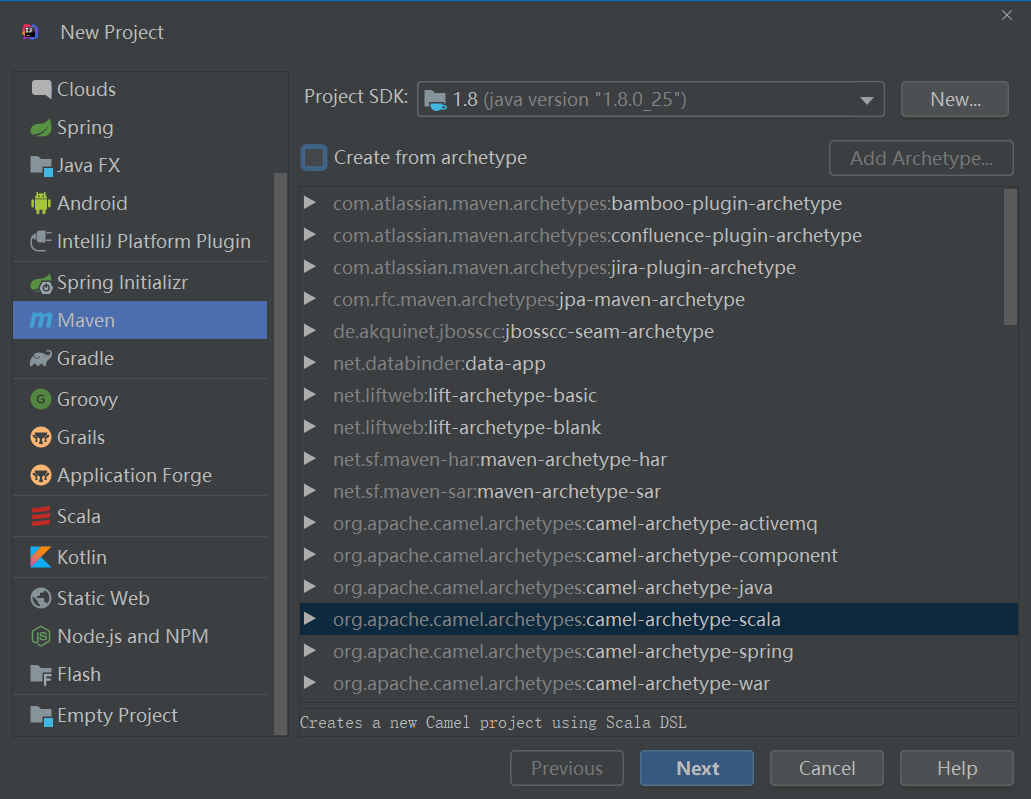 New Project
Clouds
Spring
Java FX
Android
IntelliJ Platform Plugin
Spring Initializr
Maven
Gradle
Groovy
Grails
Application Forge
Scala
Kotlin
Static Web
Node.js and NPM
Flash
Empty Project
Project SDK: 1.8 (java version "1.8.0_25") New...
Create from archetype Add Archetype...
com.atlassian.maven.archetypes:bamboo-plugin-archetype
com.atlassian.maven.archetypes:confluence-plugin-archetype
com.atlassian.maven.archetypes:jira-plugin-archetype
com.rfc.maven.archetypes:jpa-maven-archetype
de.akquinet.jbosscc:jbosscc-seam-archetype
net.databinder:data-app
net.liftweb:lift-archetype-basic
net.liftweb:lift-archetype-blank
net.sf.maven-har:maven-archetype-har
net.sf.maven-sar:maven-archetype-sar
org.apache.camel.archetypes:camel-archetype-activemq
org.apache.camel.archetypes:camel-archetype-component
org.apache.camel.archetypes:camel-archetype-java
org.apache.camel.archetypes:camel-archetype-scala
org.apache.camel.archetypes:camel-archetype-spring
org.apache.camel.archetypes:camel-archetype-war
Creates a new Camel project using Scala DSL
Previous Next Cancel Help